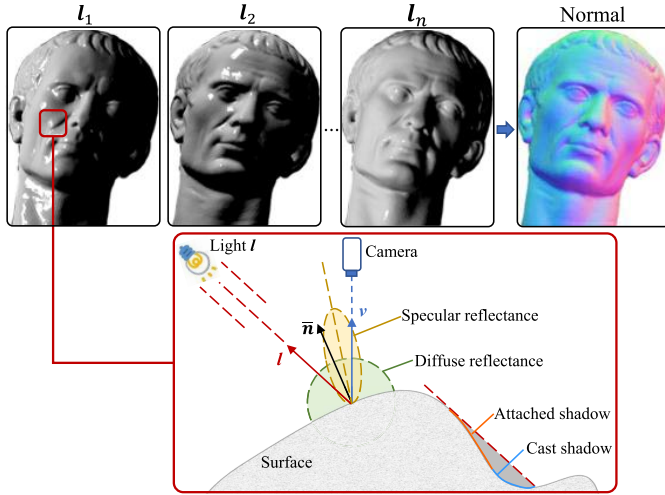 l₁
l₂
lₙ
Normal
...
Light l
Camera
v
n̅
Specular reflectance
l
Diffuse reflectance
Attached shadow
Cast shadow
Surface